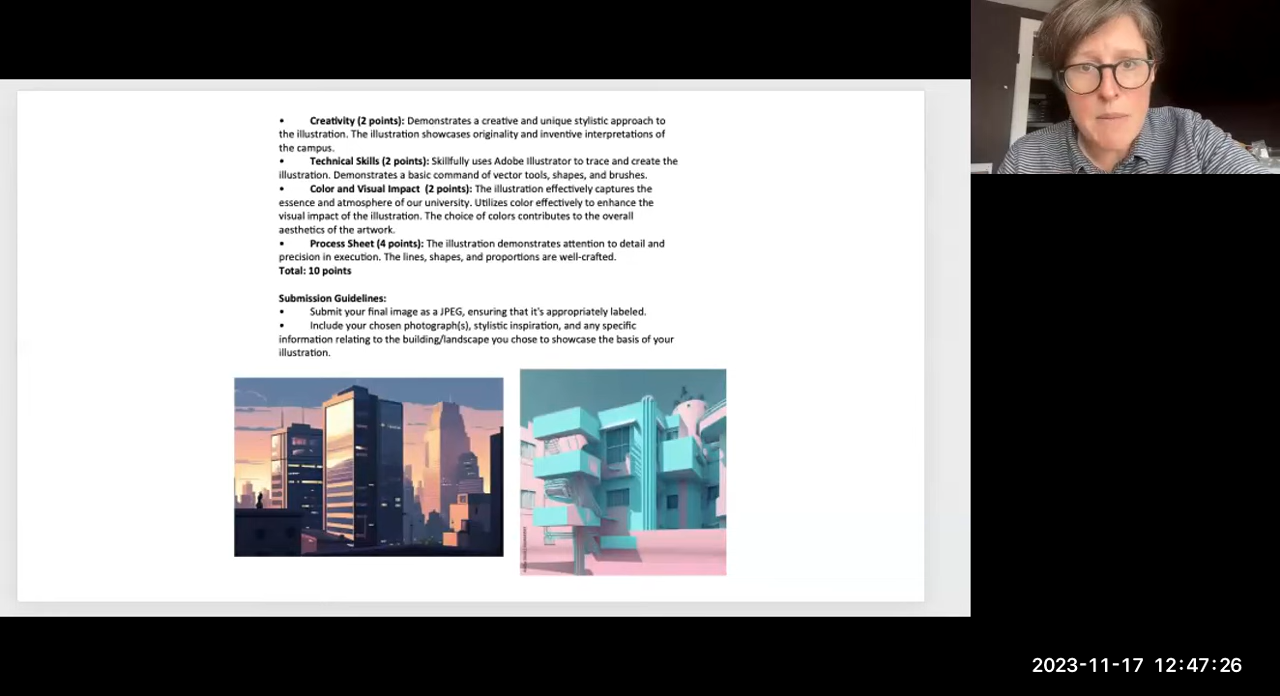 • Creativity (2 points): Demonstrates a creative and unique stylistic approach to
the illustration. The illustration showcases originality and inventive interpretations of
the campus.
• Technical Skills (2 points): Skillfully uses Adobe Illustrator to trace and create the
illustration. Demonstrates a basic command of vector tools, shapes, and brushes.
• Color and Visual Impact (2 points): The illustration effectively captures the
essence and atmosphere of our university. Utilizes color effectively to enhance the
visual impact of the illustration. The choice of colors contributes to the overall
aesthetics of the artwork.
• Process Sheet (4 points): The illustration demonstrates attention to detail and
precision in execution. The lines, shapes, and proportions are well-crafted.
Total: 10 points
Submission Guidelines:
• Submit your final image as a JPEG, ensuring that it's appropriately labeled.
• Include your chosen photograph(s), stylistic inspiration, and any specific
information relating to the building/landscape you chose to showcase the basis of your
illustration.
2023-11-17 12:47:26